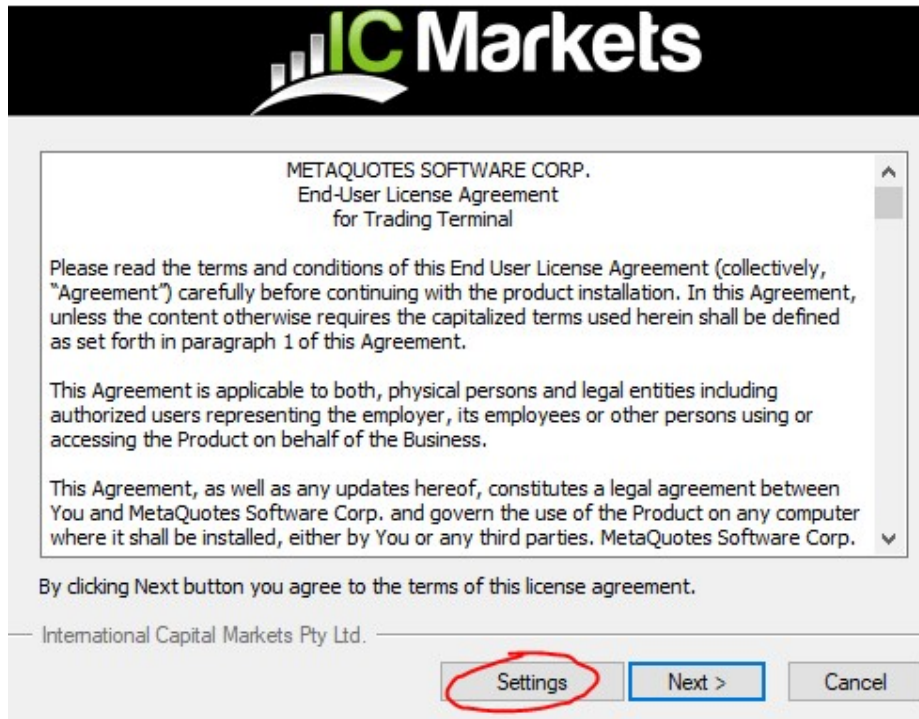 IC Markets
METAQUOTES SOFTWARE CORP.
End-User License Agreement
for Trading Terminal
Please read the terms and conditions of this End User License Agreement (collectively,
“Agreement”) carefully before continuing with the product installation. In this Agreement,
unless the content otherwise requires the capitalized terms used herein shall be defined
as set forth in paragraph 1 of this Agreement.
This Agreement is applicable to both, physical persons and legal entities including
authorized users representing the employer, its employees or other persons using or
accessing the Product on behalf of the Business.
This Agreement, as well as any updates hereof, constitutes a legal agreement between
You and MetaQuotes Software Corp. and govern the use of the Product on any computer
where it shall be installed, either by You or any third parties. MetaQuotes Software Corp.
By clicking Next button you agree to the terms of this license agreement.
International Capital Markets Pty Ltd.
Settings Next > Cancel